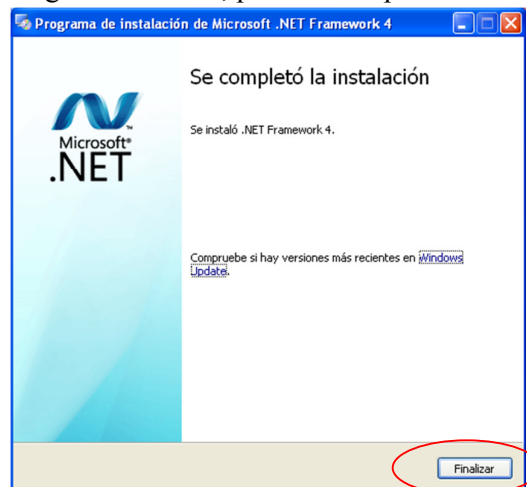 Programa de instalación de Microsoft .NET Framework 4
Se completó la instalación
Microsoft®
.NET
Se instaló .NET Framework 4.
Compruebe si hay versiones más recientes en Windows
Update.
Finalizar